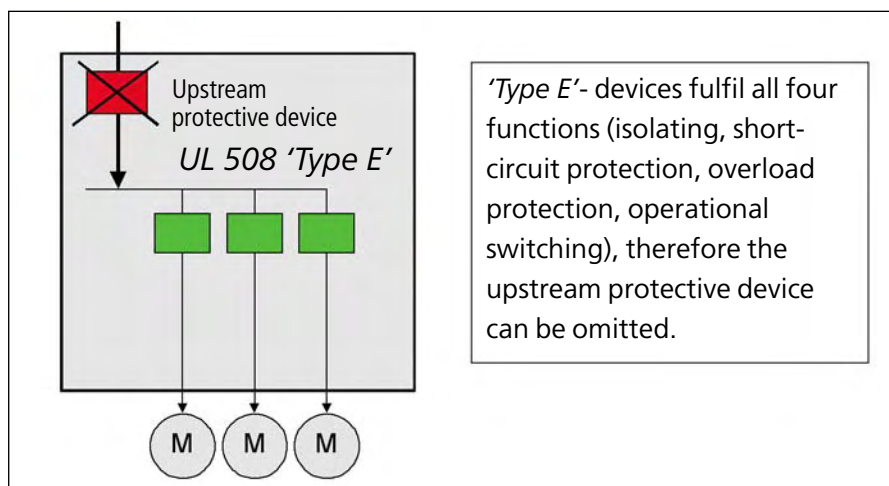 Upstream
protective device
UL 508 ‘Type E’
M M M
‘Type E’- devices fulfil all four
functions (isolating, short-
circuit protection, overload
protection, operational
switching), therefore the
upstream protective device
can be omitted.